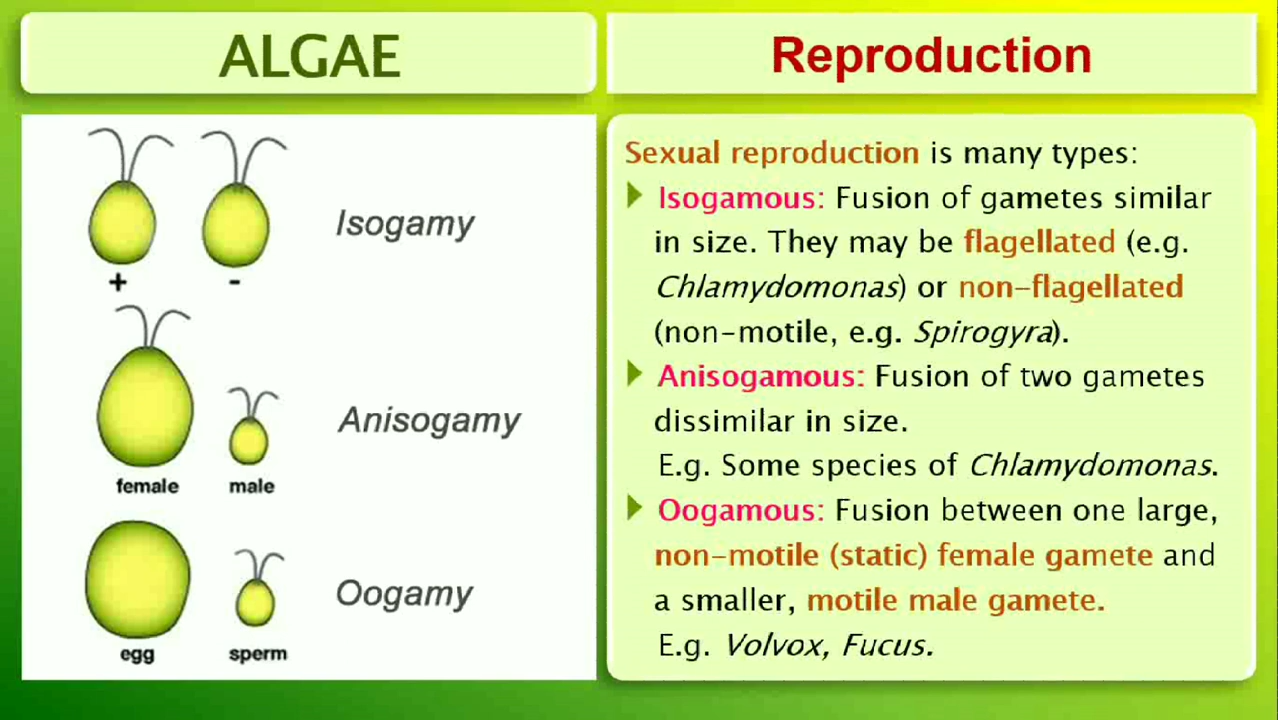 ALGAE
Reproduction
+
-
Isogamy
female
male
Anisogamy
egg
sperm
Oogamy
Sexual reproduction is many types:
Isogamous: Fusion of gametes similar
in size. They may be flagellated (e.g.
Chlamydomonas) or non-flagellated
(non-motile, e.g. Spirogyra).
Anisogamous: Fusion of two gametes
dissimilar in size.
E.g. Some species of Chlamydomonas.
Oogamous: Fusion between one large,
non-motile (static) female gamete and
a smaller, motile male gamete.
E.g. Volvox, Fucus.